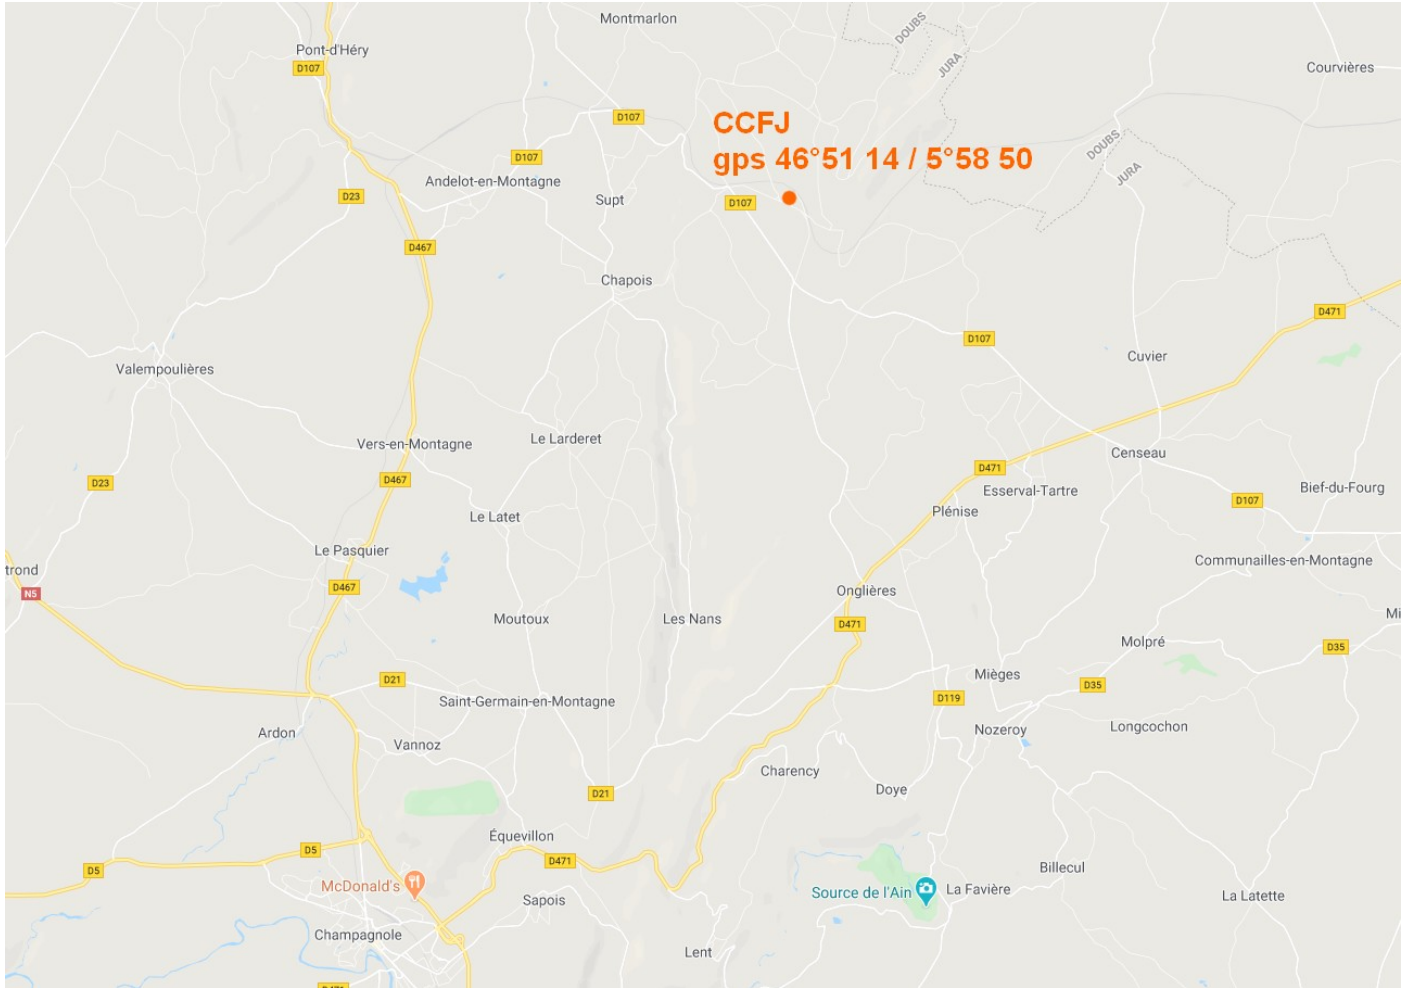 Montmarlon
DOUBS
Pont-d'Héry
JURA
Courvières
D107
D107
CCFJ
gps 46°51 14 / 5°58 50
DOUBS
D107
JURA
Andelot-en-Montagne
D23
Supt
D107
D467
Chapois
D471
D107
Cuvier
Valempoulières
Le Larderet
Vers-en-Montagne
Censeau
D471
D467
D23
Esserval-Tartre
Bief-du-Fourg
D107
Plénise
Le Latet
Le Pasquier
Communailles-en-Montagne
trond
D467
N5
Onglières
Mi
Moutoux
Les Nans
D471
Molpré
D35
Mièges
D21
D35
D119
Saint-Germain-en-Montagne
Longcochon
Nozeroy
Ardon
Vannoz
Charency
Doye
D21
Équevillon
D5
D471
D5
Billecul
McDonald's
Source de l'Ain
La Favière
La Latette
Sapois
Champagnole
Lent
D471